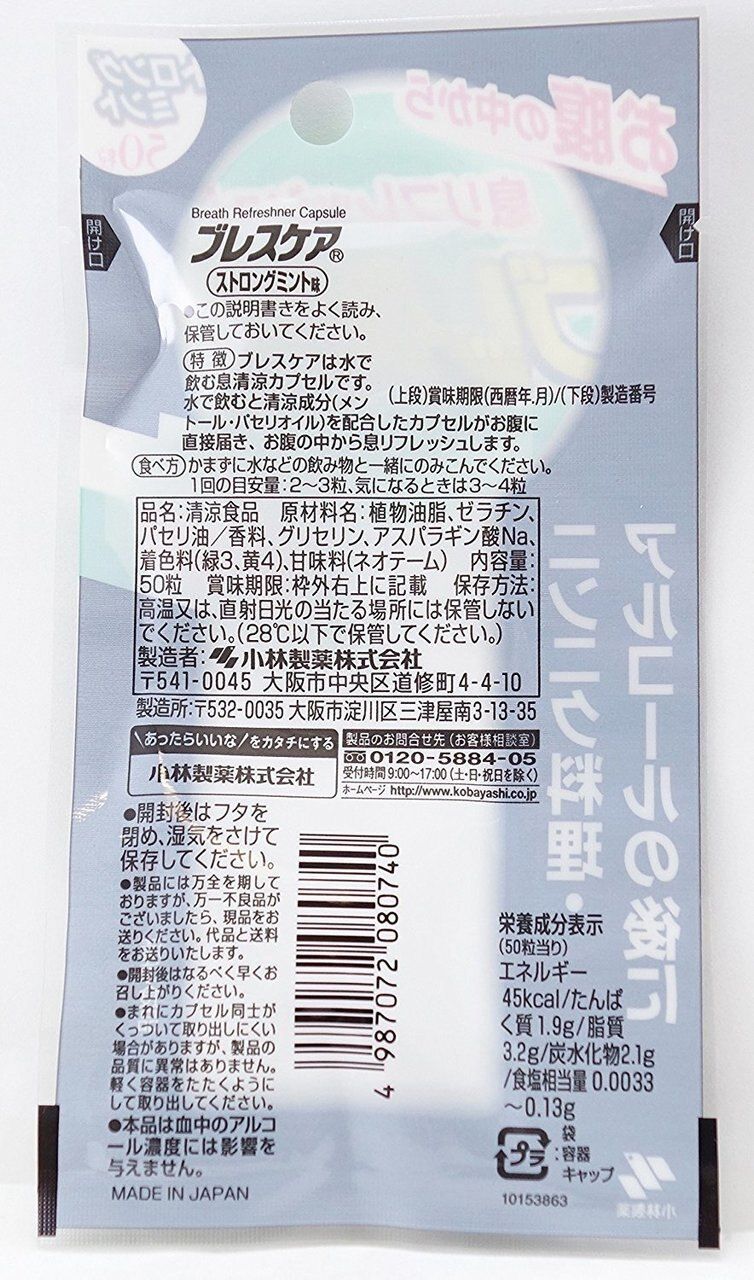 ストロング
ミント
50粒
お腹の中から
息リフレッシュ
開け口
開け口
Breath Refreshner Capsule
ブレスケア®
ストロングミント味
●この説明書きをよく読み、
保管しておいてください。
特徴 ブレスケアは水で
飲む息清涼カプセルです。
水で飲むと清涼成分(メン
トール・パセリオイル)を配合したカプセルがお腹に
直接届き、お腹の中から息リフレッシュします。
(上段)賞味期限(西暦年.月)/(下段)製造番号
食べ方 かまずに水などの飲み物と一緒にのみこんでください。
1回の目安量:2〜3粒、気になるときは3〜4粒
品名:清涼食品 原材料名:植物油脂、ゼラチン、
パセリ油/香料、グリセリン、アスパラギン酸Na、
着色料(緑3、黄4)、甘味料(ネオテーム) 内容量:
50粒 賞味期限:枠外右上に記載 保存方法:
高温又は、直射日光の当たる場所には保管しない
でください。(28℃以下で保管してください。)
製造者: 小林製薬株式会社
〒541-0045 大阪市中央区道修町4-4-10
製造所:〒532-0035 大阪市淀川区三津屋南3-13-35
\あったらいいな/をカタチにする
小林製薬株式会社
製品のお問合せ先(お客様相談室)
0120-5884-05
受付時間9:00〜17:00(土・日・祝日を除く)
ホームページ http://www.kobayashi.co.jp
●開封後はフタを
閉め、湿気をさけて
保存してください。
●製品には万全を期して
おりますが、万一不良品が
ございましたら、現品をお
送りください。代品と送料
をお送りいたします。
●開封後はなるべく早くお
召し上がりください。
●まれにカプセル同士が
くっついて取り出しにくい
場合がありますが、製品の
品質に異常はありません。
軽く容器をたたくように
して取り出してください。
●本品は血中のアルコ
ール濃度には影響を
与えません。
MADE IN JAPAN
4 987072 080740
アルコールの後に
ニンニク料理・
栄養成分表示
(50粒当り)
エネルギー
45kcal/たんぱ
く質1.9g/脂質
3.2g/炭水化物2.1g
/食塩相当量0.0033
〜0.13g
プラ
袋
:容器
キャップ
10153863
小林製薬